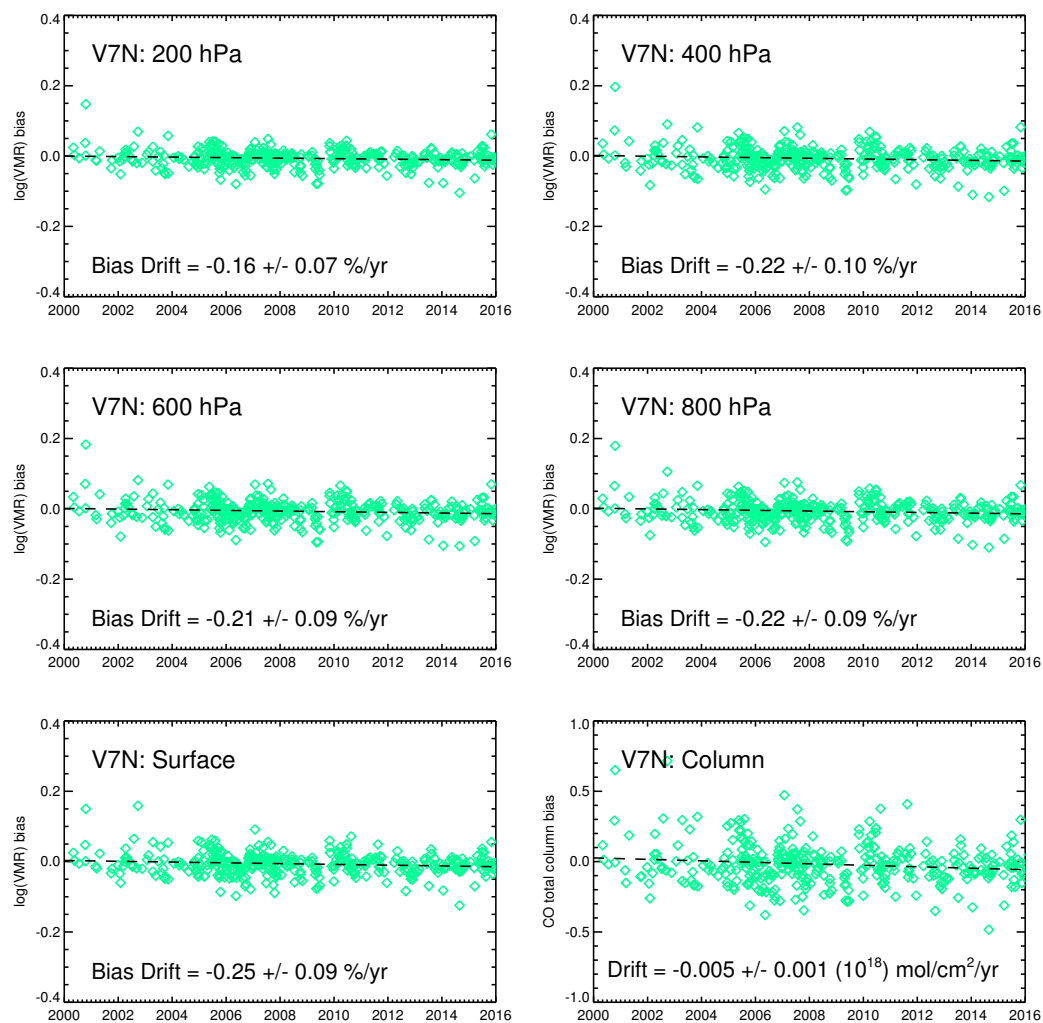 0.4
V7N: 200 hPa
0.2
0.0
-0.2
-0.4
log(VMR) bias
Bias Drift = -0.16 +/- 0.07 %/yr
2000 2002 2004 2006 2008 2010 2012 2014 2016
0.4
V7N: 400 hPa
0.2
0.0
-0.2
-0.4
log(VMR) bias
Bias Drift = -0.22 +/- 0.10 %/yr
2000 2002 2004 2006 2008 2010 2012 2014 2016
0.4
V7N: 600 hPa
0.2
0.0
-0.2
-0.4
log(VMR) bias
Bias Drift = -0.21 +/- 0.09 %/yr
2000 2002 2004 2006 2008 2010 2012 2014 2016
0.4
V7N: 800 hPa
0.2
0.0
-0.2
-0.4
log(VMR) bias
Bias Drift = -0.22 +/- 0.09 %/yr
2000 2002 2004 2006 2008 2010 2012 2014 2016
0.4
V7N: Surface
0.2
0.0
-0.2
-0.4
log(VMR) bias
Bias Drift = -0.25 +/- 0.09 %/yr
2000 2002 2004 2006 2008 2010 2012 2014 2016
1.0
V7N: Column
0.5
0.0
-0.5
-1.0
CO total column bias
Drift = -0.005 +/- 0.001 (10^18) mol/cm²/yr
2000 2002 2004 2006 2008 2010 2012 2014 2016